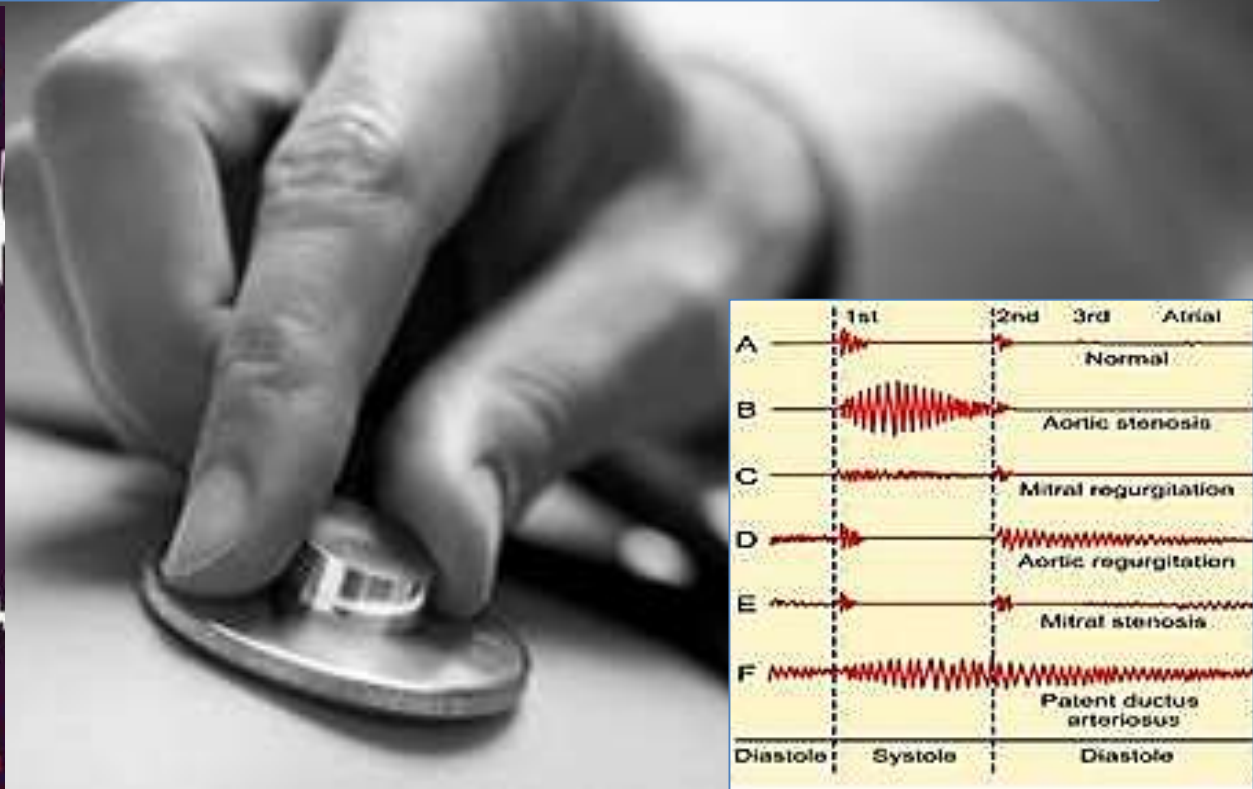 1st 2nd 3rd Atrial
A
Normal
B
Aortic stenosis
C
Mitral regurgitation
D
Aortic regurgitation
E
Mitral stenosis
F
Patent ductus
arteriosus
Diastole Systole Diastole